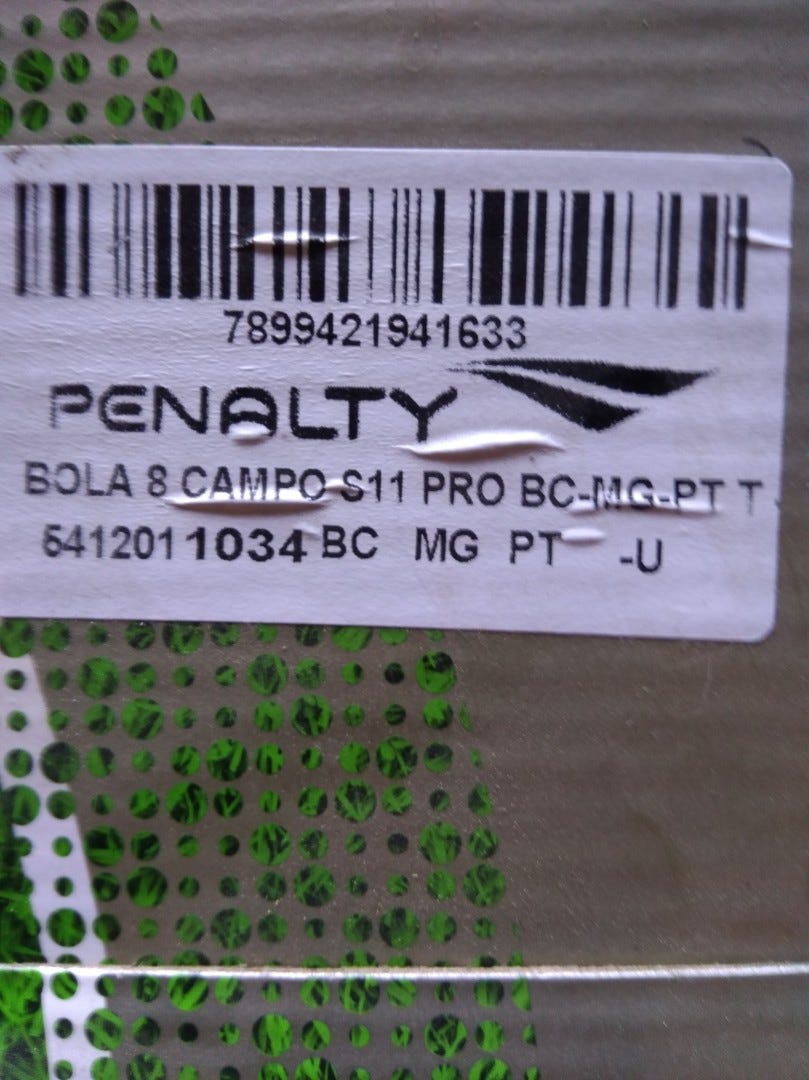 7899421941633
PENALTY
BOLA 8 CAMPO S11 PRO BC-MG-PT T
5412011034 BC MG PT -U